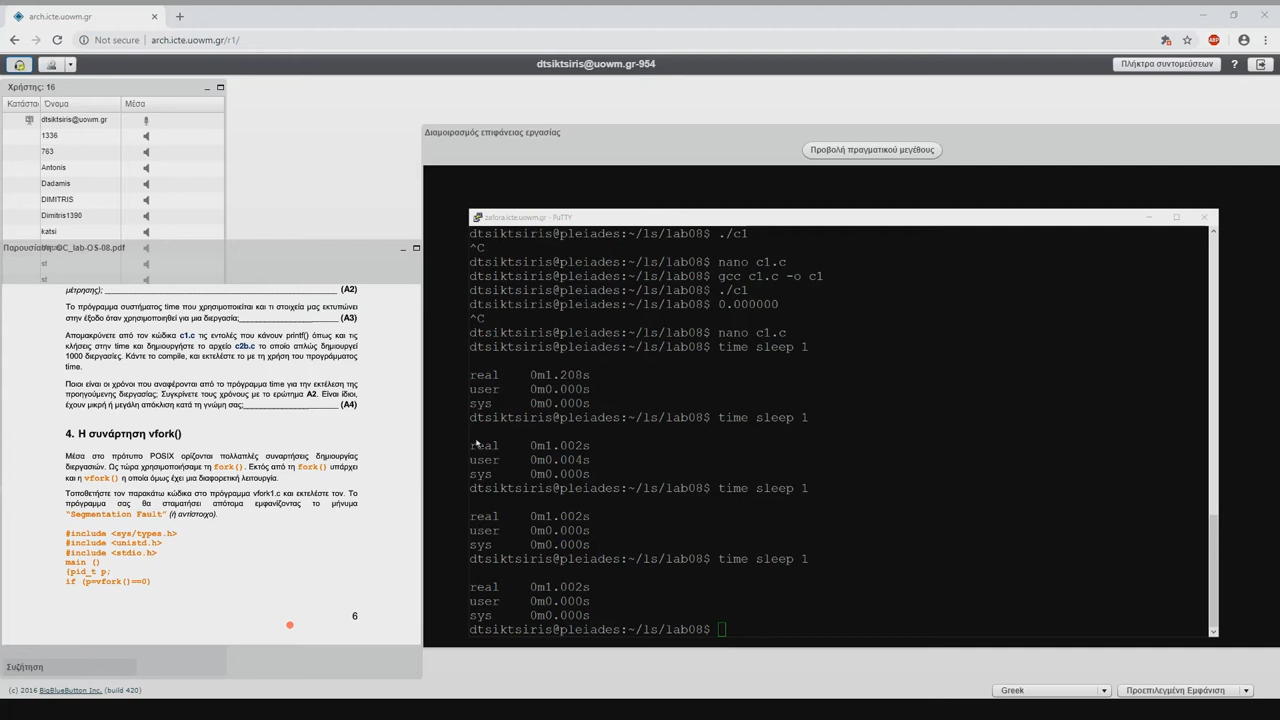 arch.icte.uowm.gr
Not secure
arch.icte.uowm.gr/r1/
ABP
dtsiktsiris@uowm.gr-954
Πλήκτρα συντομεύσεων
?
Χρήστης: 16
Κατάστα
Όνομα
Μέσα
dtsiktsiris@uowm.gr
1336
763
Antonis
Dadamis
DIMITRIS
Dimitris1390
katsi
Παρουσίαση: OC_lab-OS-08.pdf
st
st
μέτρησης); (A2)
Το πρόγραμμα συστήματος time που χρησιμοποιείται και τι στοιχεία μας εκτυπώνει
στην έξοδο όταν χρησιμοποιηθεί για μια διεργασία; (A3)
Απομακρύνετε από τον κώδικα c1.c τις εντολές που κάνουν printf() όπως και τις
κλήσεις στην time και δημιουργήστε το αρχείο c2b.c το οποίο απλώς δημιουργεί
1000 διεργασίες. Κάντε το compile, και εκτελέστε το με τη χρήση του προγράμματος
time.
Ποιοι είναι οι χρόνοι που αναφέρονται από το πρόγραμμα time για την εκτέλεση της
προηγούμενης διεργασίας; Συγκρίνετε τους χρόνους με το ερώτημα A2. Είναι ίδιοι,
έχουν μικρή ή μεγάλη απόκλιση κατά τη γνώμη σας; (A4)
4. Η συνάρτηση vfork()
Μέσα στο πρότυπο POSIX ορίζονται πολλαπλές συναρτήσεις δημιουργίας
διεργασιών. Ως τώρα χρησιμοποιήσαμε τη fork(). Εκτός από τη fork() υπάρχει
και η vfork() η οποία όμως έχει μια διαφορετική λειτουργία.
Τοποθετήστε τον παρακάτω κώδικα στο πρόγραμμα vfork1.c και εκτελέστε τον. Το
πρόγραμμα σας θα σταματήσει απότομα εμφανίζοντας το μήνυμα
"Segmentation Fault" (ή αντίστοιχο).
#include <sys/types.h>
#include <unistd.h>
#include <stdio.h>
main ()
{pid_t p;
if (p=vfork()==0)
6
Συζήτηση
Διαμοιρασμός επιφάνειας εργασίας
Προβολή πραγματικού μεγέθους
zafora.icte.uowm.gr - PuTTY
dtsiktsiris@pleiades:~/ls/lab08$ ./c1
^C
dtsiktsiris@pleiades:~/ls/lab08$ nano c1.c
dtsiktsiris@pleiades:~/ls/lab08$ gcc c1.c -o c1
dtsiktsiris@pleiades:~/ls/lab08$ ./c1
dtsiktsiris@pleiades:~/ls/lab08$ 0.000000
^C
dtsiktsiris@pleiades:~/ls/lab08$ nano c1.c
dtsiktsiris@pleiades:~/ls/lab08$ time sleep 1
real 0m1.208s
user 0m0.000s
sys 0m0.000s
dtsiktsiris@pleiades:~/ls/lab08$ time sleep 1
real 0m1.002s
user 0m0.004s
sys 0m0.000s
dtsiktsiris@pleiades:~/ls/lab08$ time sleep 1
real 0m1.002s
user 0m0.000s
sys 0m0.000s
dtsiktsiris@pleiades:~/ls/lab08$ time sleep 1
real 0m1.002s
user 0m0.000s
sys 0m0.000s
dtsiktsiris@pleiades:~/ls/lab08$
(c) 2016 BigBlueButton Inc. (build 420)
Greek
Προεπιλεγμένη Εμφάνιση